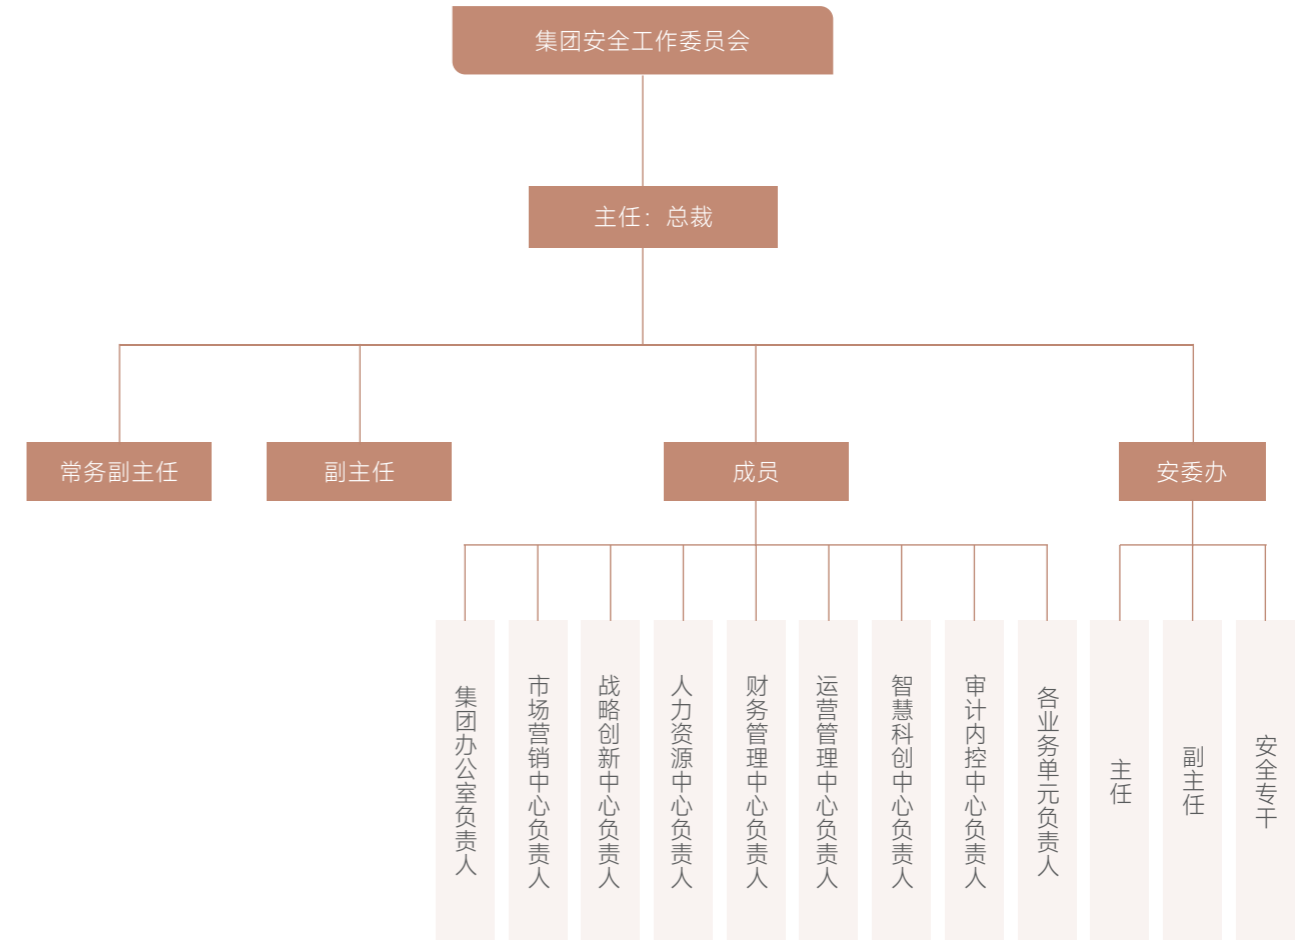 集团安全工作委员会
主任：总裁
常务副主任
副主任
成员
安委办
集团办公室负责人
市场营销中心负责人
战略创新中心负责人
人力资源中心负责人
财务管理中心负责人
运营管理中心负责人
智慧科创中心负责人
审计内控中心负责人
各业务单元负责人
主任
副主任
安全专干